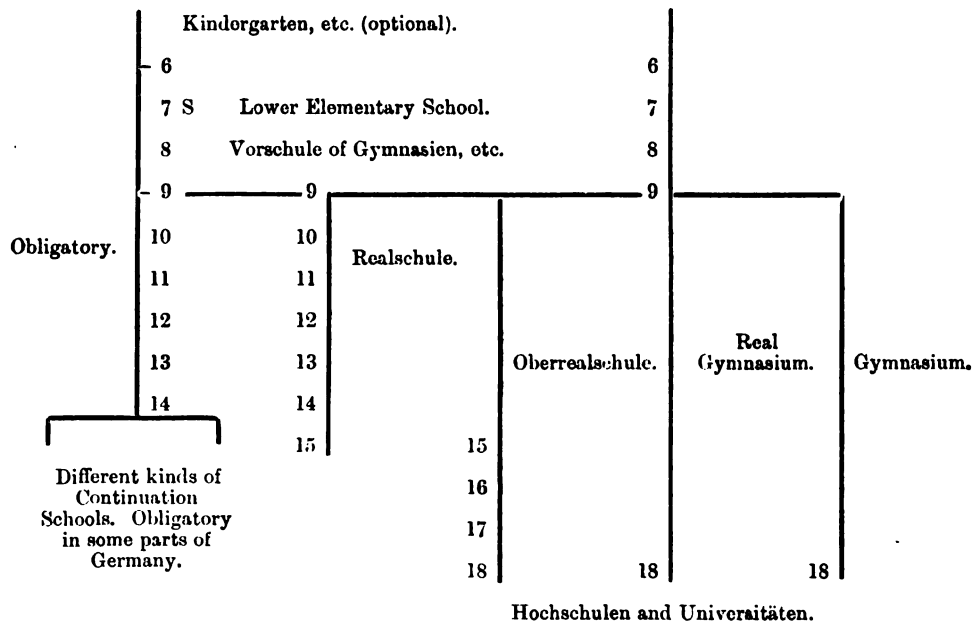 Kindorgarten, etc. (optional).
6 6
7 S Lower Elementary School. 7
8 Vorschule of Gymnasien, etc. 8
9 9 9
Obligatory.
10 10
Realschule.
11 11
12 12
13 13
14 14
15 15
16
17
18 18 18
Oberrealschule.
Real
Gymnasium.
Gymnasium.
Different kinds of
Continuation
Schools. Obligatory
in some parts of
Germany.
Hochschulen and Universitäten.